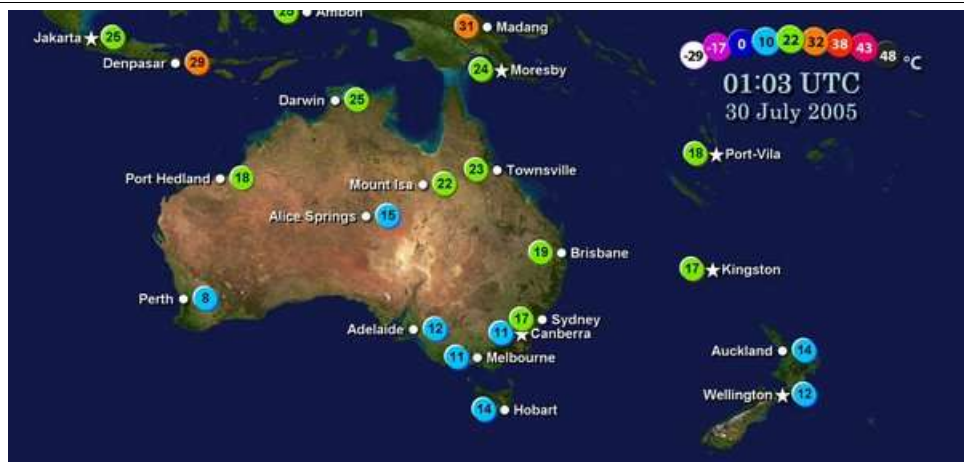 25 Ambon
31 Madang
Jakarta 25
-29 -17 0 10 22 32 38 43 48 °C
Denpasar 29
24 Moresby
01:03 UTC
30 July 2005
Darwin 25
18 Port-Vila
23 Townsville
Port Hedland 18
Mount Isa 22
Alice Springs 15
19 Brisbane
17 Kingston
Perth 8
17 Sydney
Adelaide 12
11 Canberra
Auckland 14
11 Melbourne
Wellington 12
14 Hobart